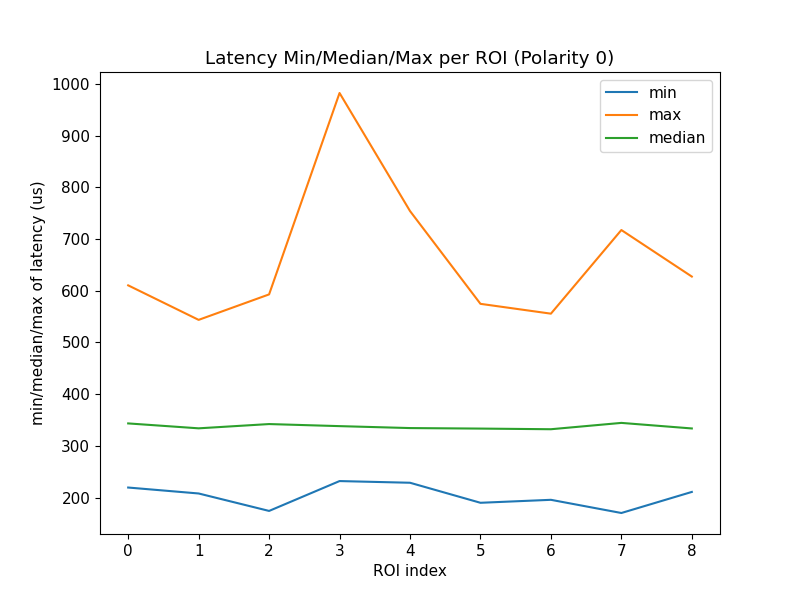 Latency Min/Median/Max per ROI (Polarity 0)
min
max
median
min/median/max of latency (us)
1000
900
800
700
600
500
400
300
200
0 1 2 3 4 5 6 7 8
ROI index